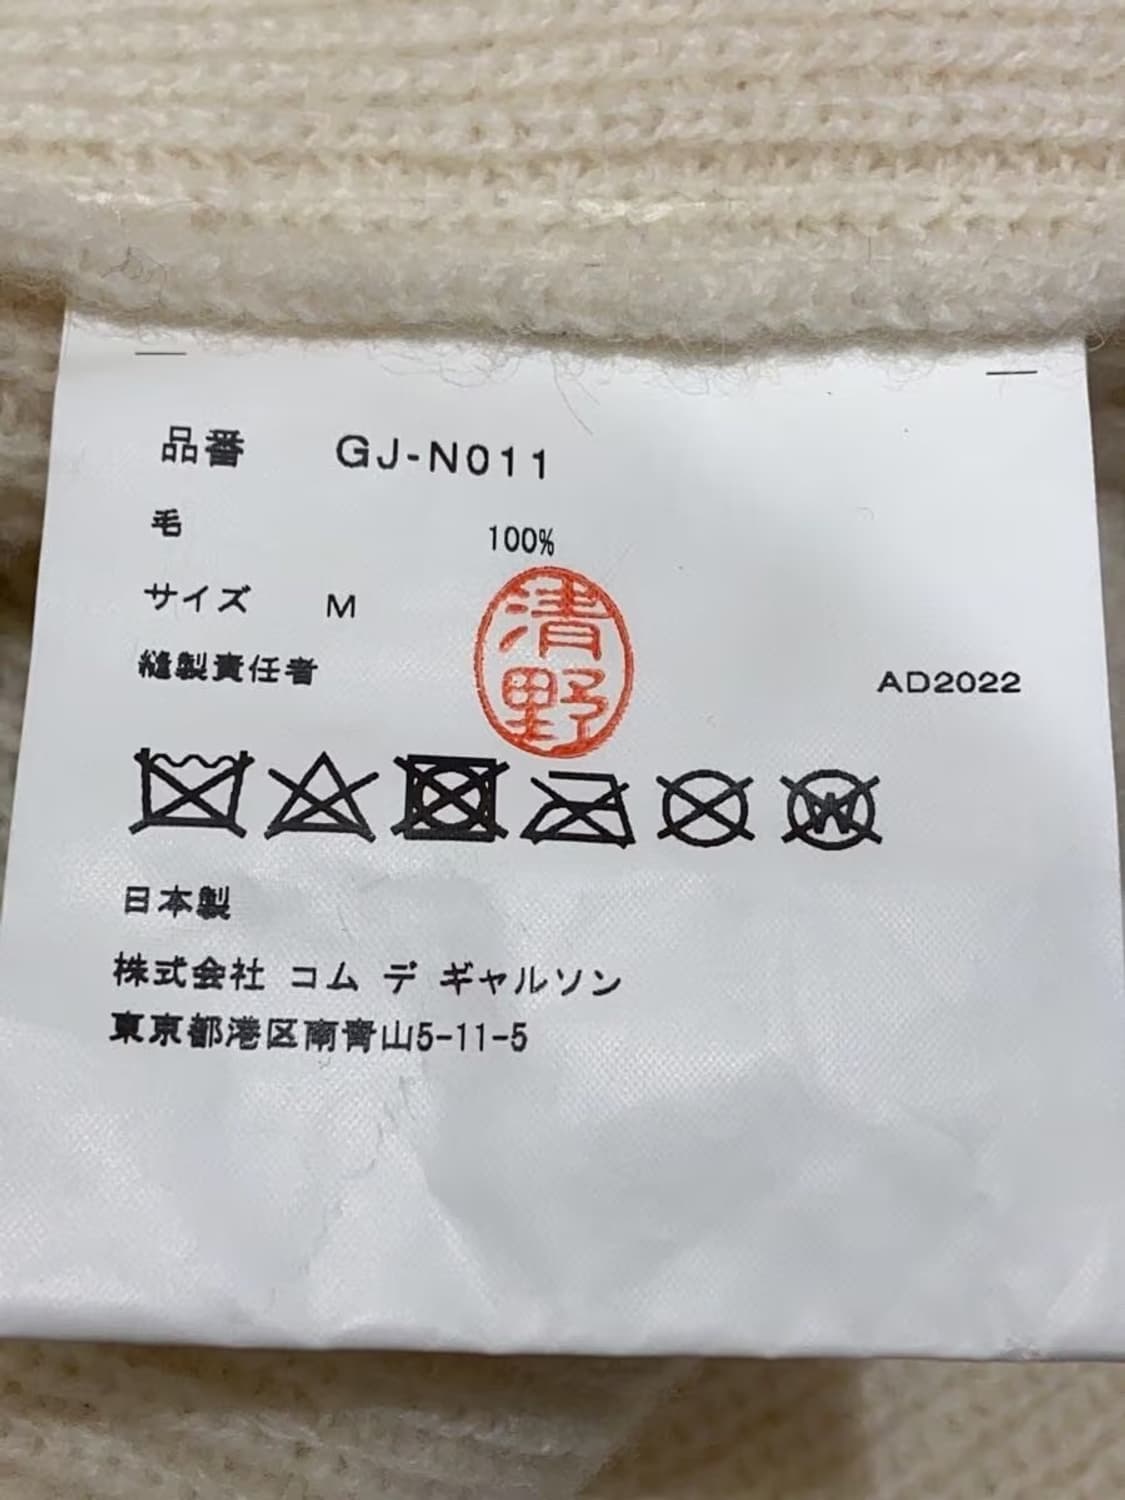 品番 GJ-N011
毛 100%
サイズ M
清野
縫製責任者 AD2022
W
日本製
株式会社 コム デ ギャルソン
東京都港区南青山5-11-5